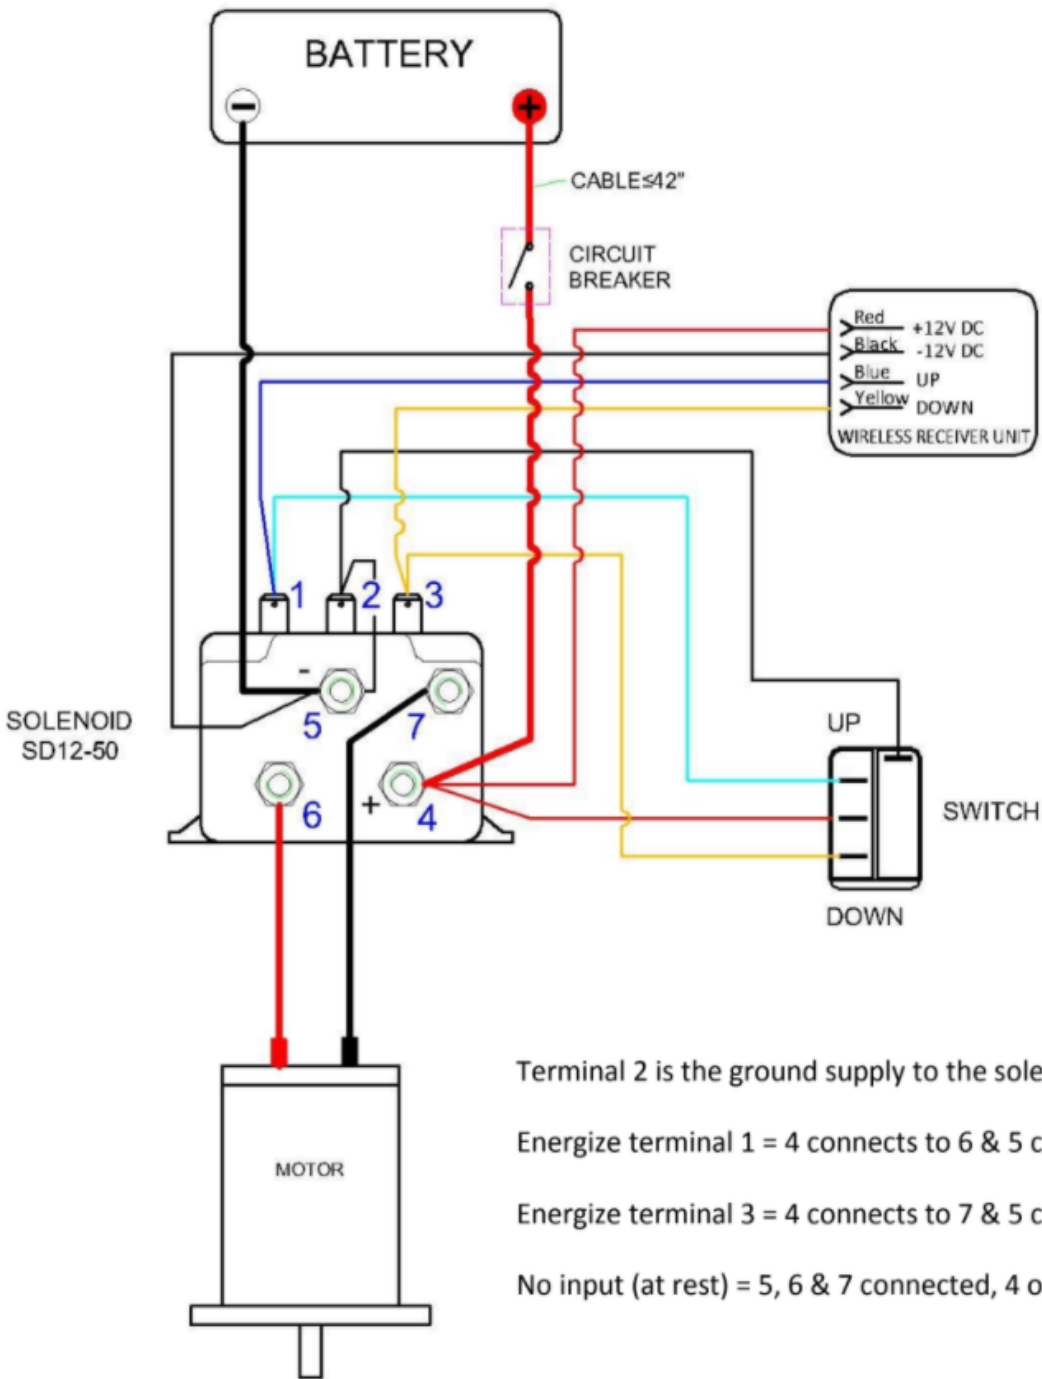 BATTERY
CABLE≤42"
CIRCUIT
BREAKER
Red +12V DC
Black -12V DC
Blue UP
Yellow DOWN
WIRELESS RECEIVER UNIT
1 2 3
-
5 7
SOLENOID
SD12-50
6 + 4
UP
SWITCH
DOWN
MOTOR
Terminal 2 is the ground supply to the sole
Energize terminal 1 = 4 connects to 6 & 5 c
Energize terminal 3 = 4 connects to 7 & 5 c
No input (at rest) = 5, 6 & 7 connected, 4 o